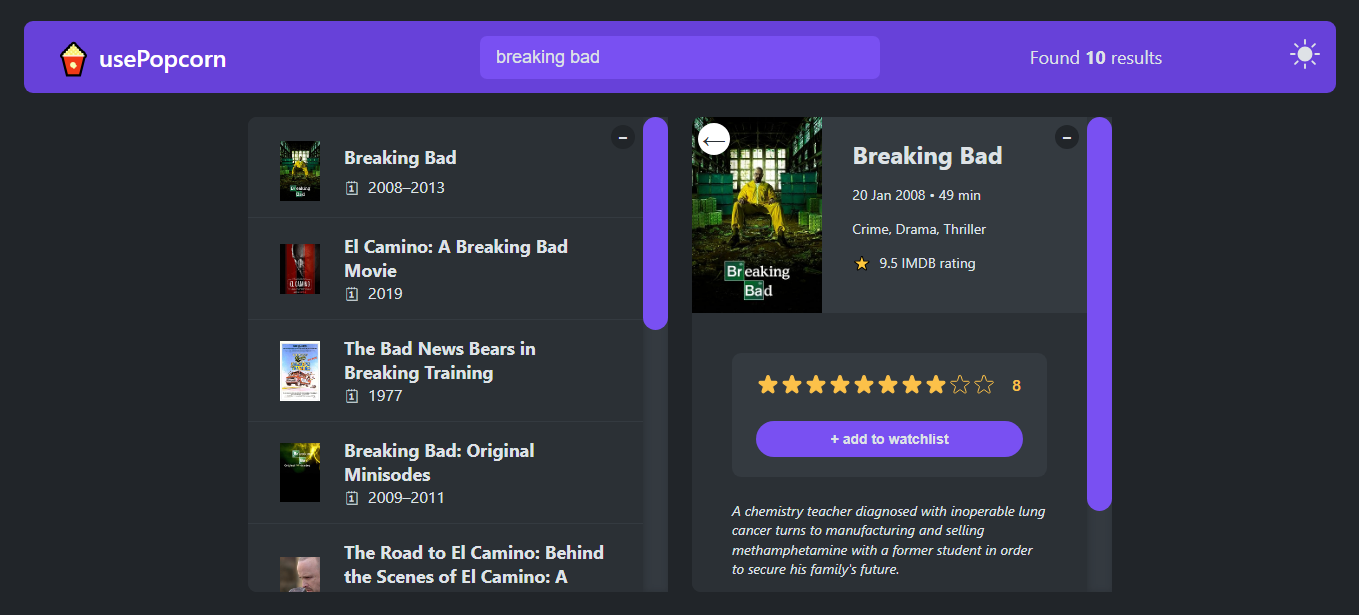 usePopcorn
breaking bad
Found 10 results
Breaking Bad
2008–2013
El Camino: A Breaking Bad
Movie
2019
The Bad News Bears in
Breaking Training
1977
Breaking Bad: Original
Minisodes
2009–2011
The Road to El Camino: Behind
the Scenes of El Camino: A
Breaking
Bad
Breaking Bad
20 Jan 2008 • 49 min
Crime, Drama, Thriller
9.5 IMDB rating
8
+ add to watchlist
A chemistry teacher diagnosed with inoperable lung
cancer turns to manufacturing and selling
methamphetamine with a former student in order
to secure his family's future.